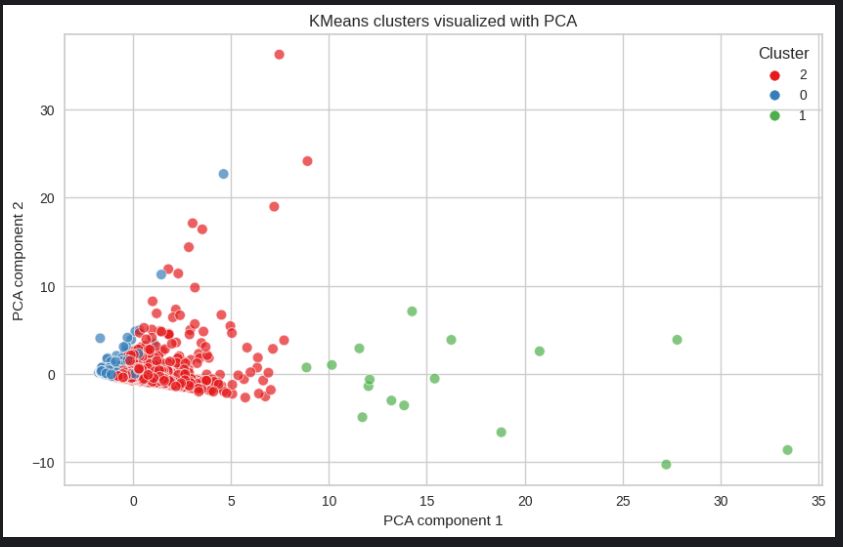 KMeans clusters visualized with PCA
Cluster
2
0
1
PCA component 2
30
20
10
0
−10
0 5 10 15 20 25 30 35
PCA component 1